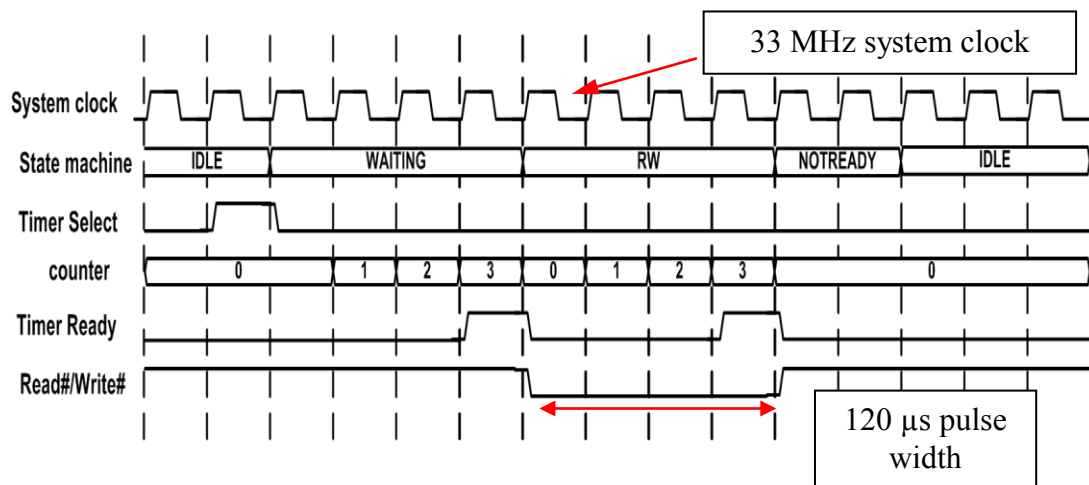 33 MHz system clock
System clock
State machine IDLE WAITING RW NOTREADY IDLE
Timer Select
counter 0 1 2 3 0 1 2 3 0
Timer Ready
Read#/Write#
120 µs pulse
width